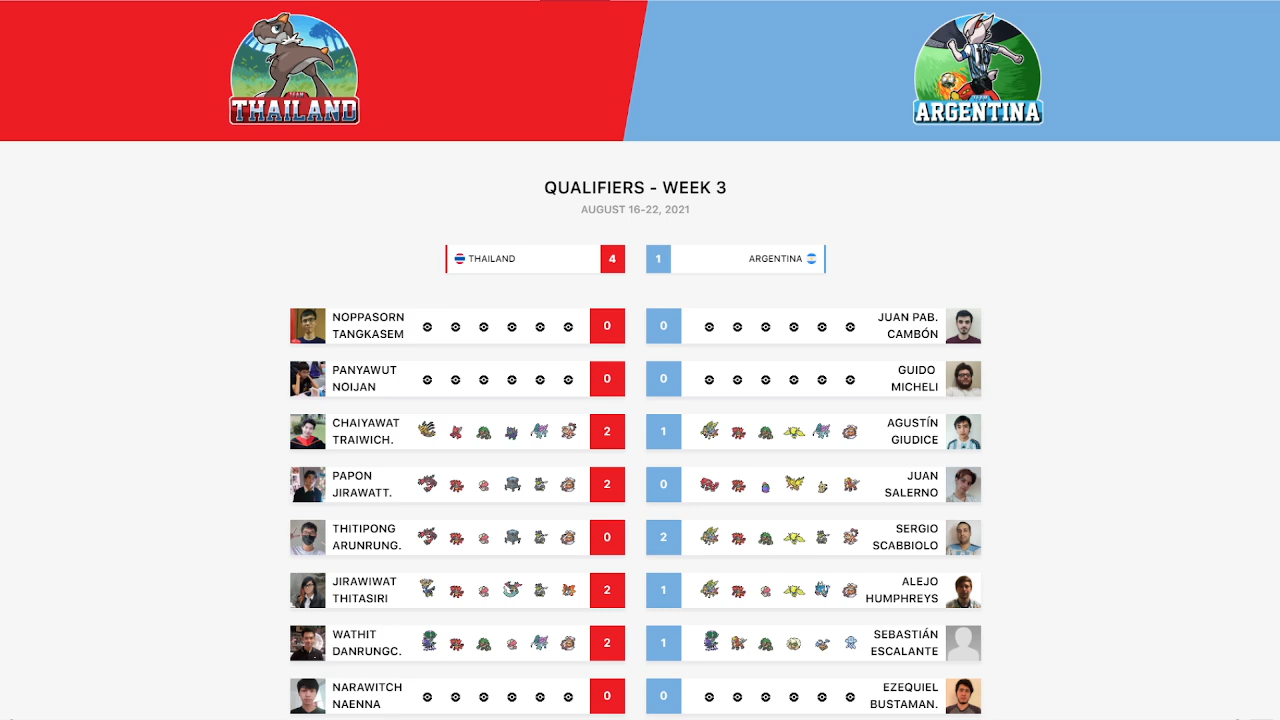 TEAM
THAILAND
TEAM
ARGENTINA
QUALIFIERS - WEEK 3
AUGUST 16-22, 2021
THAILAND 4 1 ARGENTINA
NOPPASORN
TANGKASEM 0 0 JUAN PAB.
CAMBÓN
PANYAWUT
NOIJAN 0 0 GUIDO
MICHELI
CHAIYAWAT
TRAIWICH. 2 1 AGUSTÍN
GIUDICE
PAPON
JIRAWATT. 2 0 JUAN
SALERNO
THITIPONG
ARUNRUNG. 0 2 SERGIO
SCABBIOLO
JIRAWIWAT
THITASIRI 2 1 ALEJO
HUMPHREYS
WATHIT
DANRUNGC. 2 1 SEBASTIÁN
ESCALANTE
NARAWITCH
NAENNA 0 0 EZEQUIEL
BUSTAMAN.